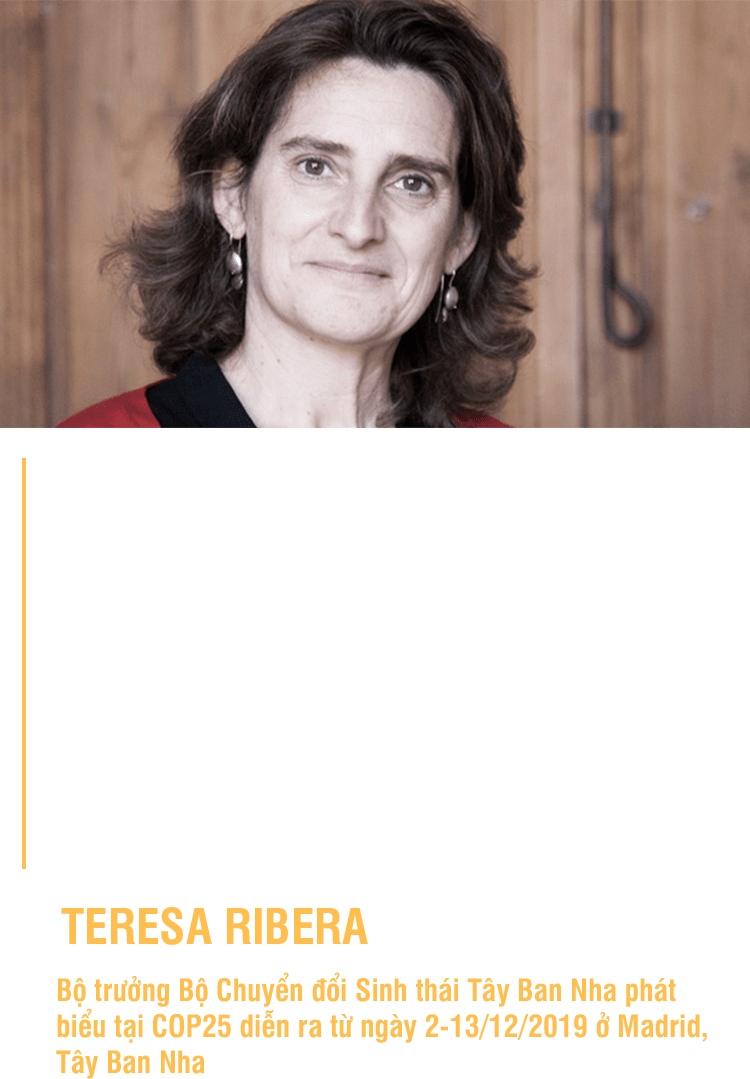 TERESA RIBERA
Bộ trưởng Bộ Chuyển đổi Sinh thái Tây Ban Nha phát
biểu tại COP25 diễn ra từ ngày 2-13/12/2019 ở Madrid,
Tây Ban Nha